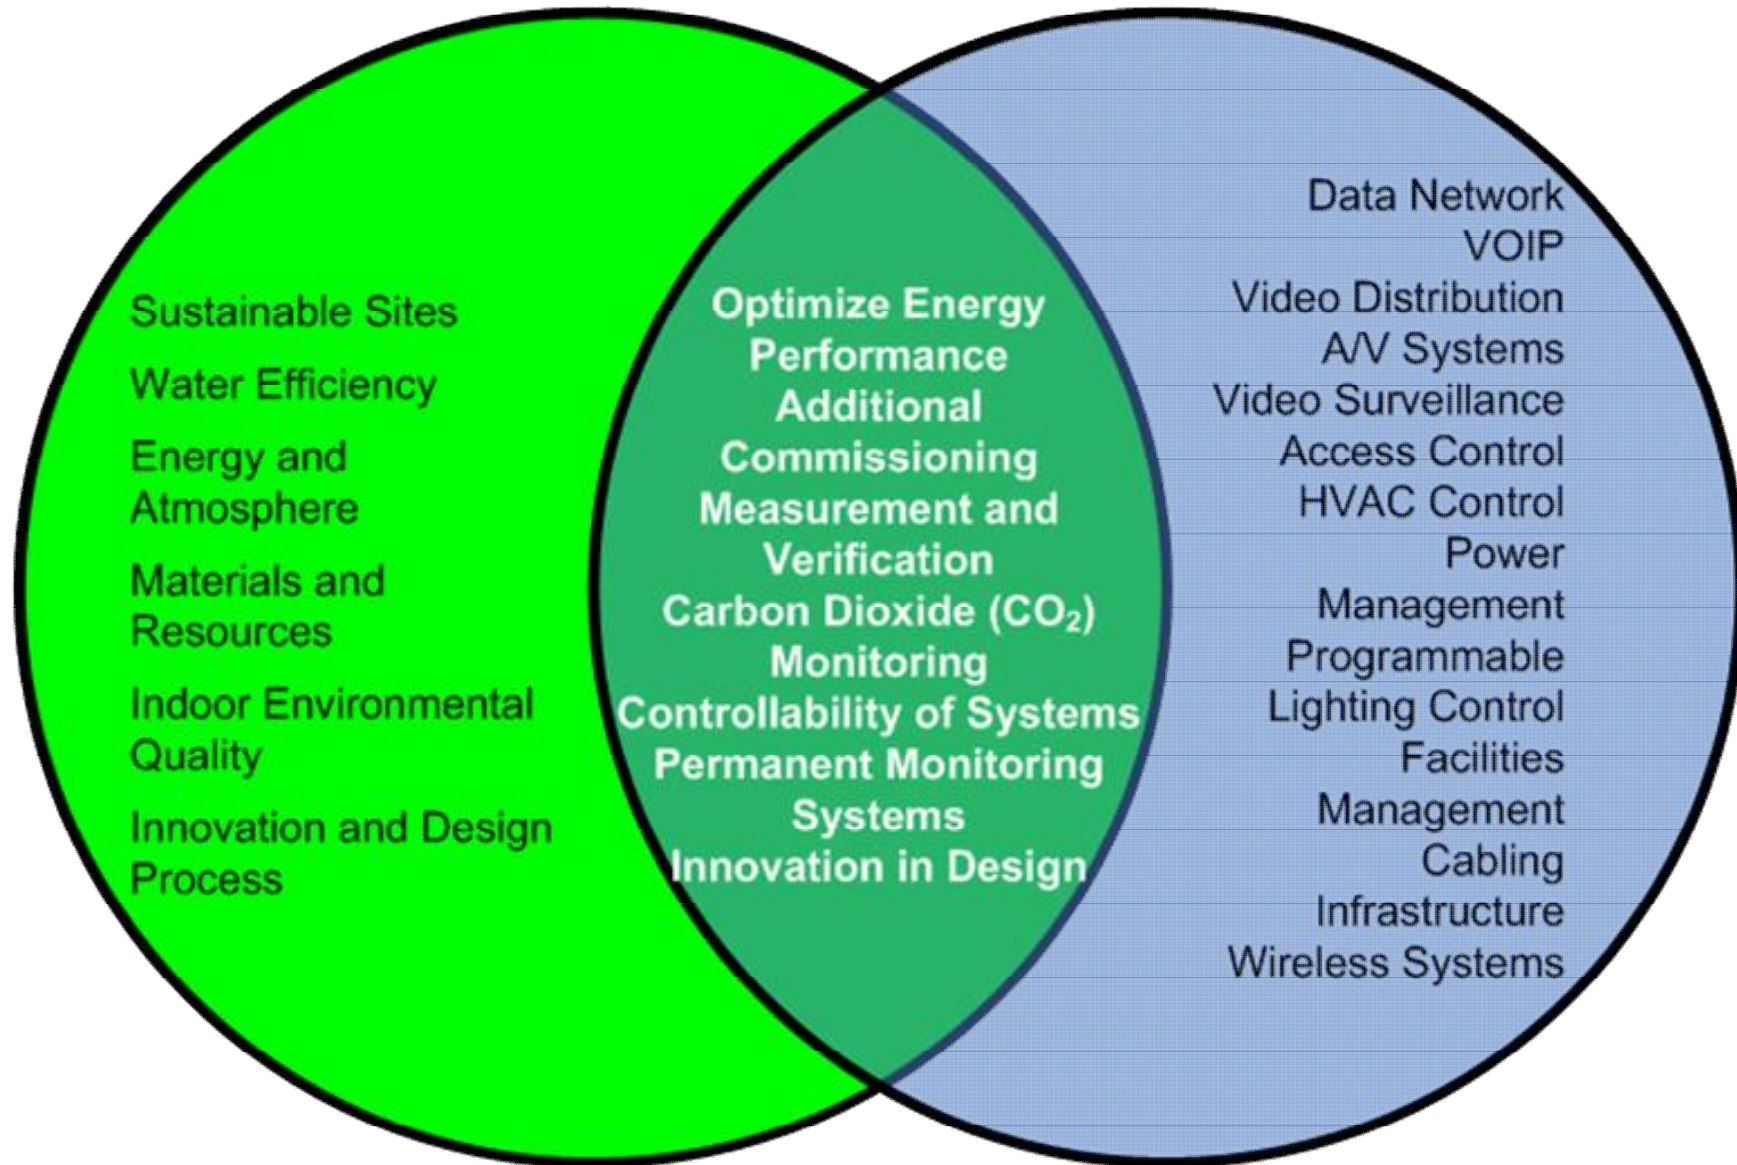 Sustainable Sites
Water Efficiency
Energy and
Atmosphere
Materials and
Resources
Indoor Environmental
Quality
Innovation and Design
Process
Optimize Energy
Performance
Additional
Commissioning
Measurement and
Verification
Carbon Dioxide (CO₂)
Monitoring
Controllability of Systems
Permanent Monitoring
Systems
Innovation in Design
Data Network
VOIP
Video Distribution
A/V Systems
Video Surveillance
Access Control
HVAC Control
Power
Management
Programmable
Lighting Control
Facilities
Management
Cabling
Infrastructure
Wireless Systems